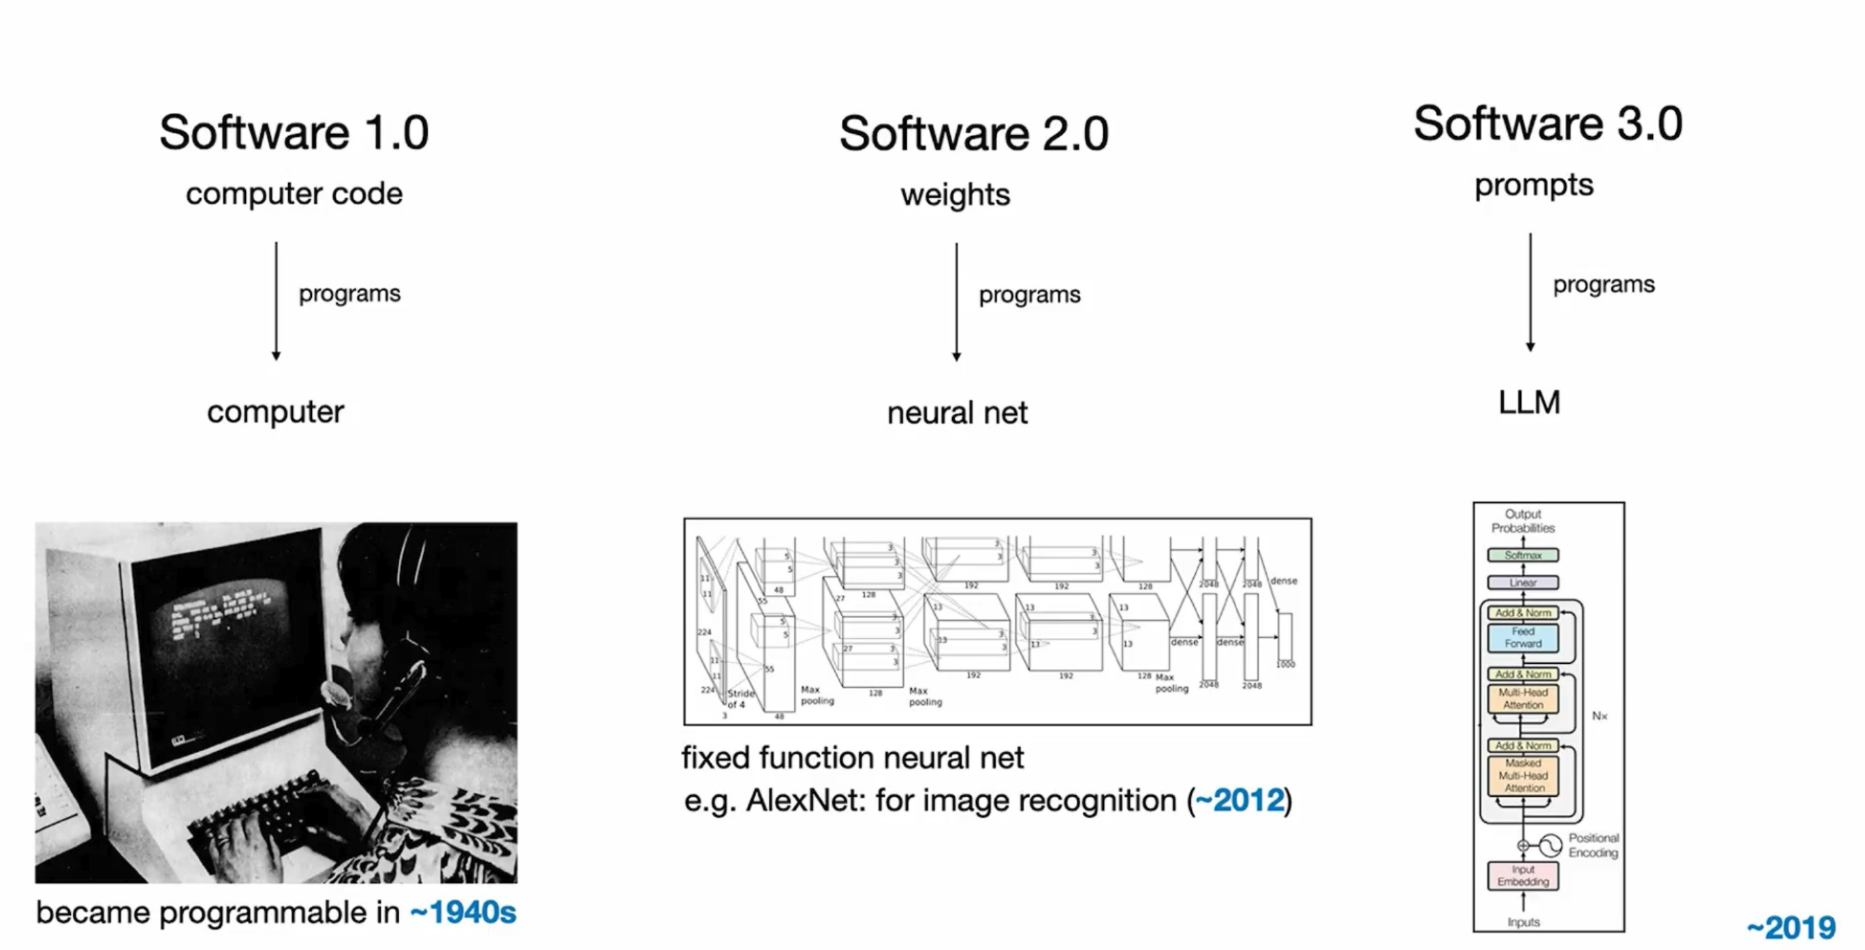 Software 1.0
computer code
programs
computer
became programmable in ~1940s
Software 2.0
weights
programs
neural net
11
11
224
11
11
224
3
Stride
of 4
5
5
48
55
5
5
55
48
Max
pooling
27
128
3
3
27
3
3
3
3
128
Max
pooling
3
3
192
13
13
3
3
192
3
3
192
13
13
3
3
192
128
13
13
128
Max
pooling
dense
2048
2048
dense
2048
dense
2048
1000
fixed function neural net
e.g. AlexNet: for image recognition (~2012)
Software 3.0
prompts
programs
LLM
Output
Probabilities
Softmax
Linear
Add & Norm
Feed
Forward
Add & Norm
Multi-Head
Attention
N×
Add & Norm
Masked
Multi-Head
Attention
Positional
Encoding
Input
Embedding
Inputs
~2019